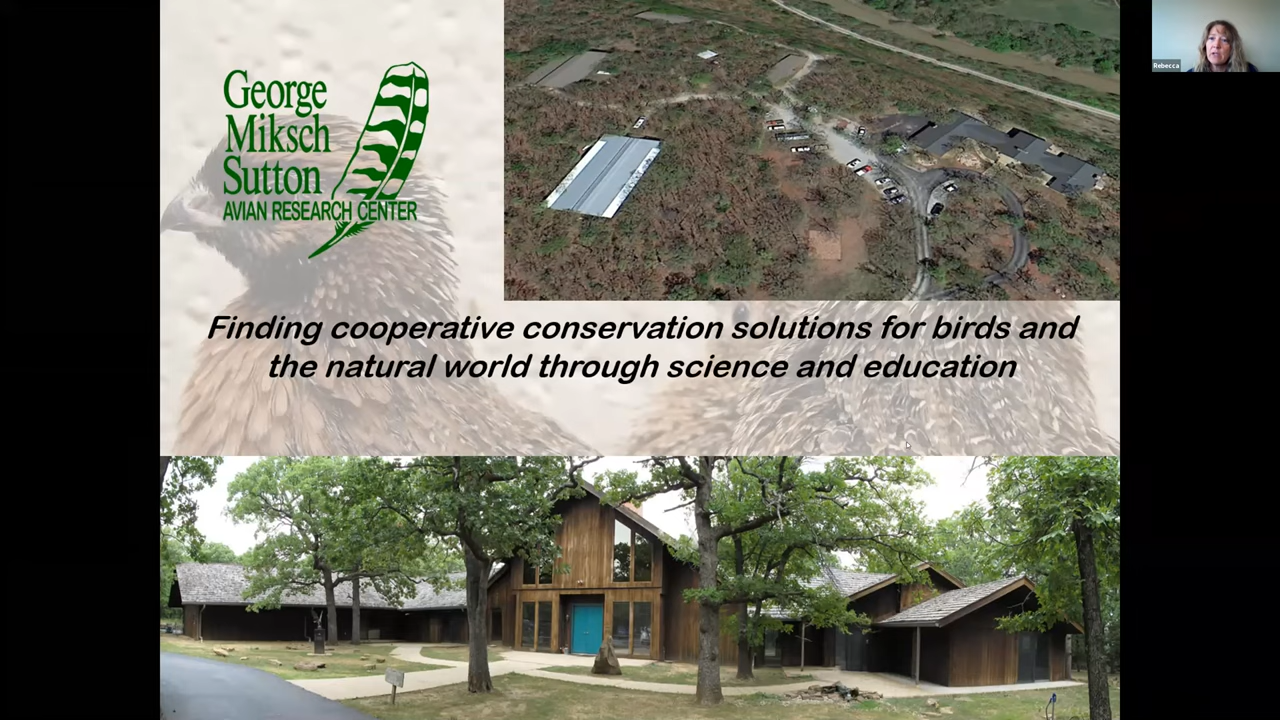 George
Miksch
Sutton
AVIAN RESEARCH CENTER
Rebecca
Finding cooperative conservation solutions for birds and
the natural world through science and education